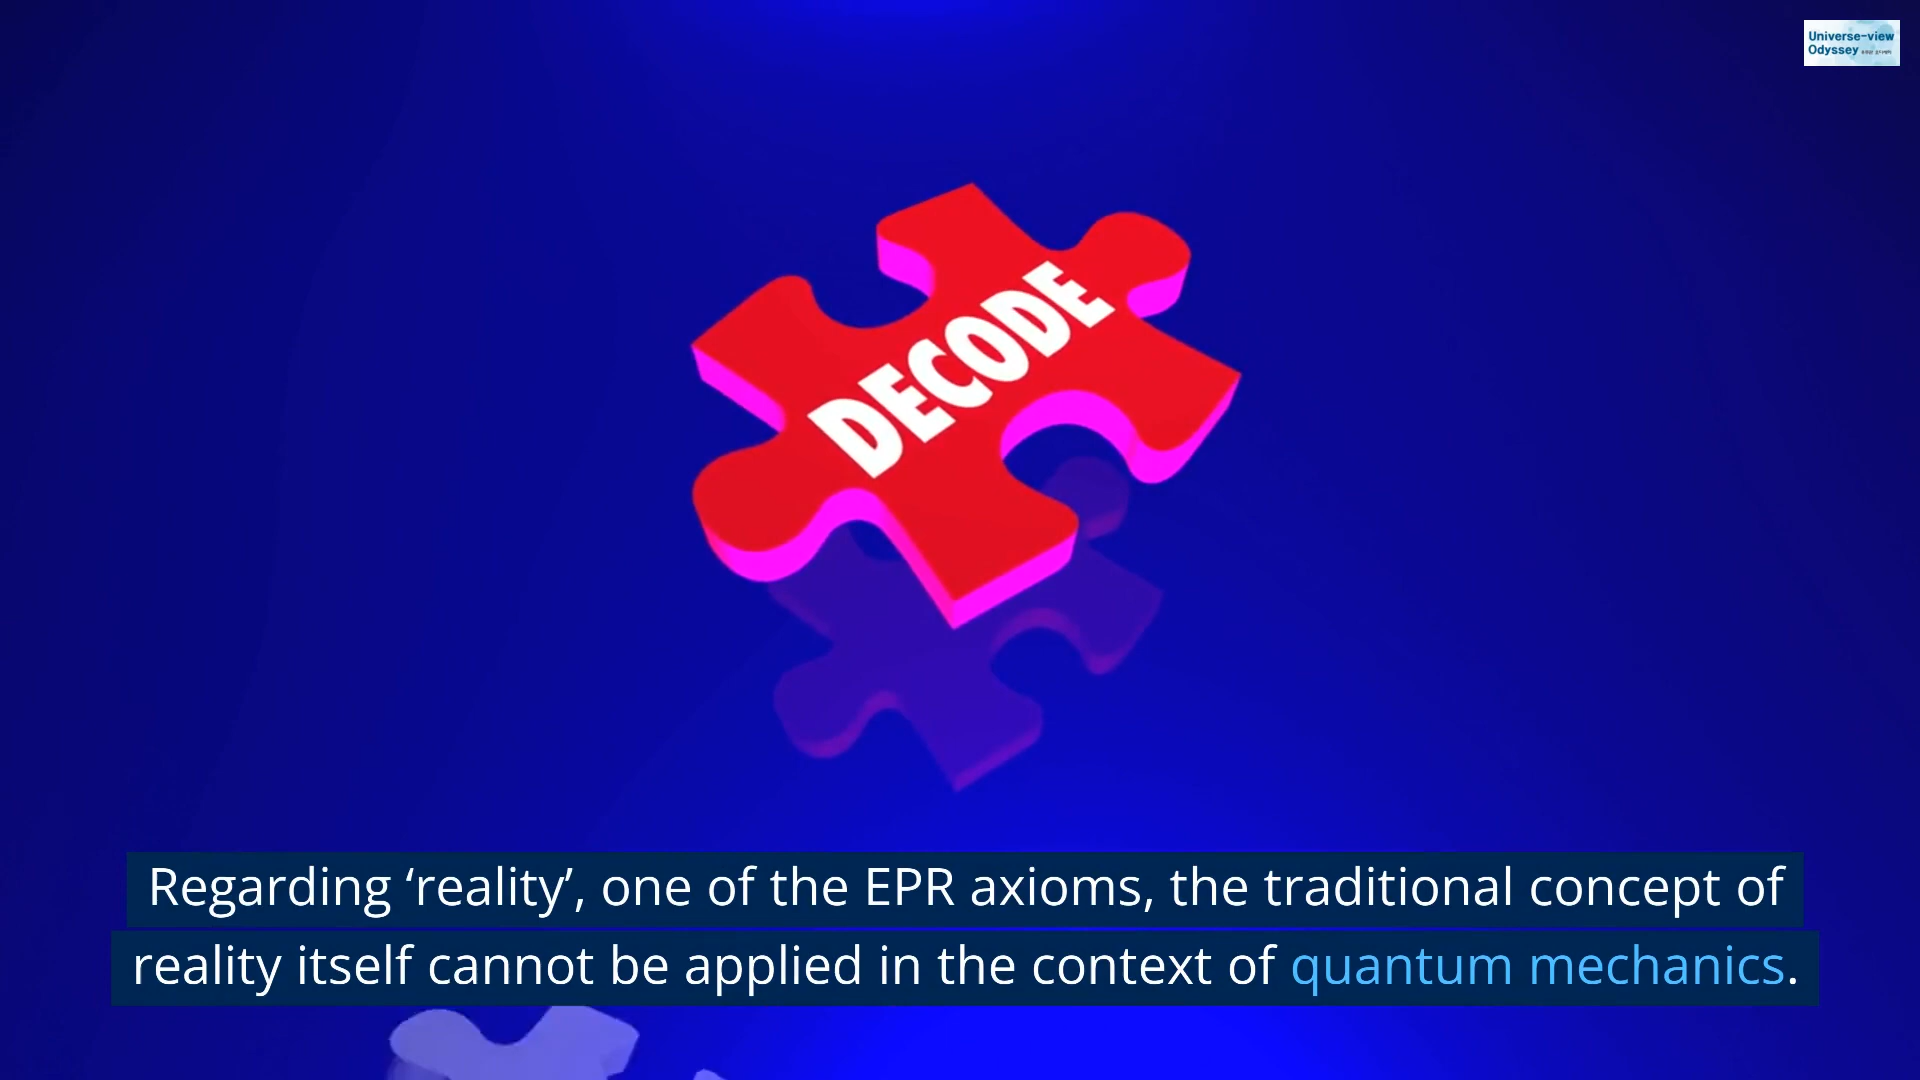 Universe-view
Odyssey
DECODE
Regarding ‘reality’, one of the EPR axioms, the traditional concept of
reality itself cannot be applied in the context of quantum mechanics.